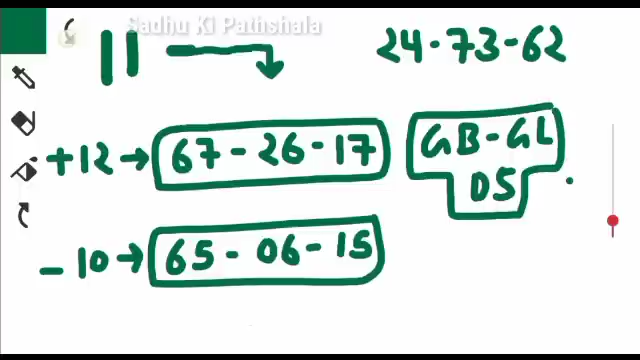 Sadhu Ki Pathshala
11 → 24-73-62
+12 → 67-26-17 GB-GL
DS
-10 → 65-06-15